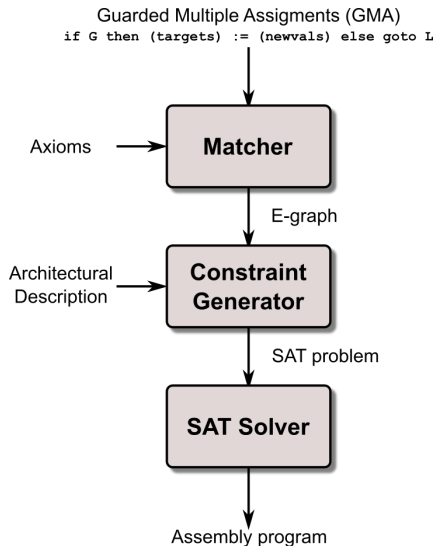 Guarded Multiple Assigments (GMA)
if G then (targets) := (newvals) else goto L
Axioms
Matcher
E-graph
Architectural
Description
Constraint
Generator
SAT problem
SAT Solver
Assembly program